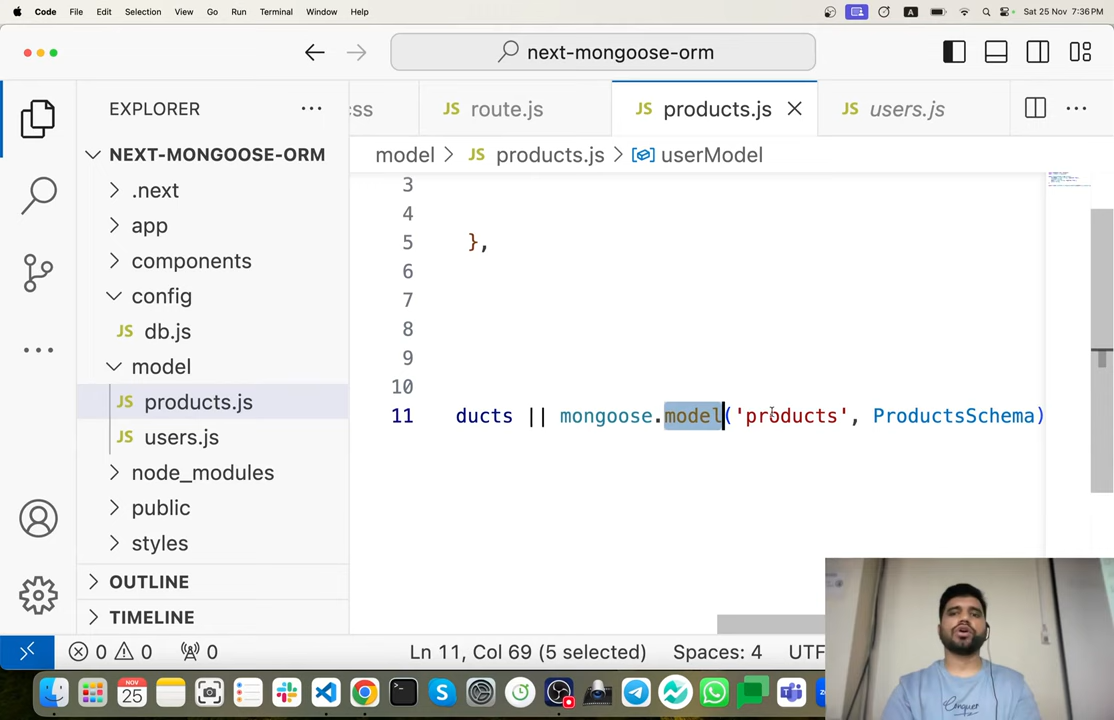 Code File Edit Selection View Go Run Terminal Window Help
A Sat 25 Nov 7:36 PM
next-mongoose-orm
EXPLORER
ss
JS route.js
JS products.js
JS users.js
NEXT-MONGOOSE-ORM
model JS products.js userModel
.next
app
components
config
JS db.js
model
JS products.js
JS users.js
node_modules
public
styles
OUTLINE
TIMELINE
3
4
5 },
6
7
8
9
10
11 ducts || mongoose.model('products', ProductsSchema)
0 0 0
Ln 11, Col 69 (5 selected) Spaces: 4 UTF
NOV
25
Conquer